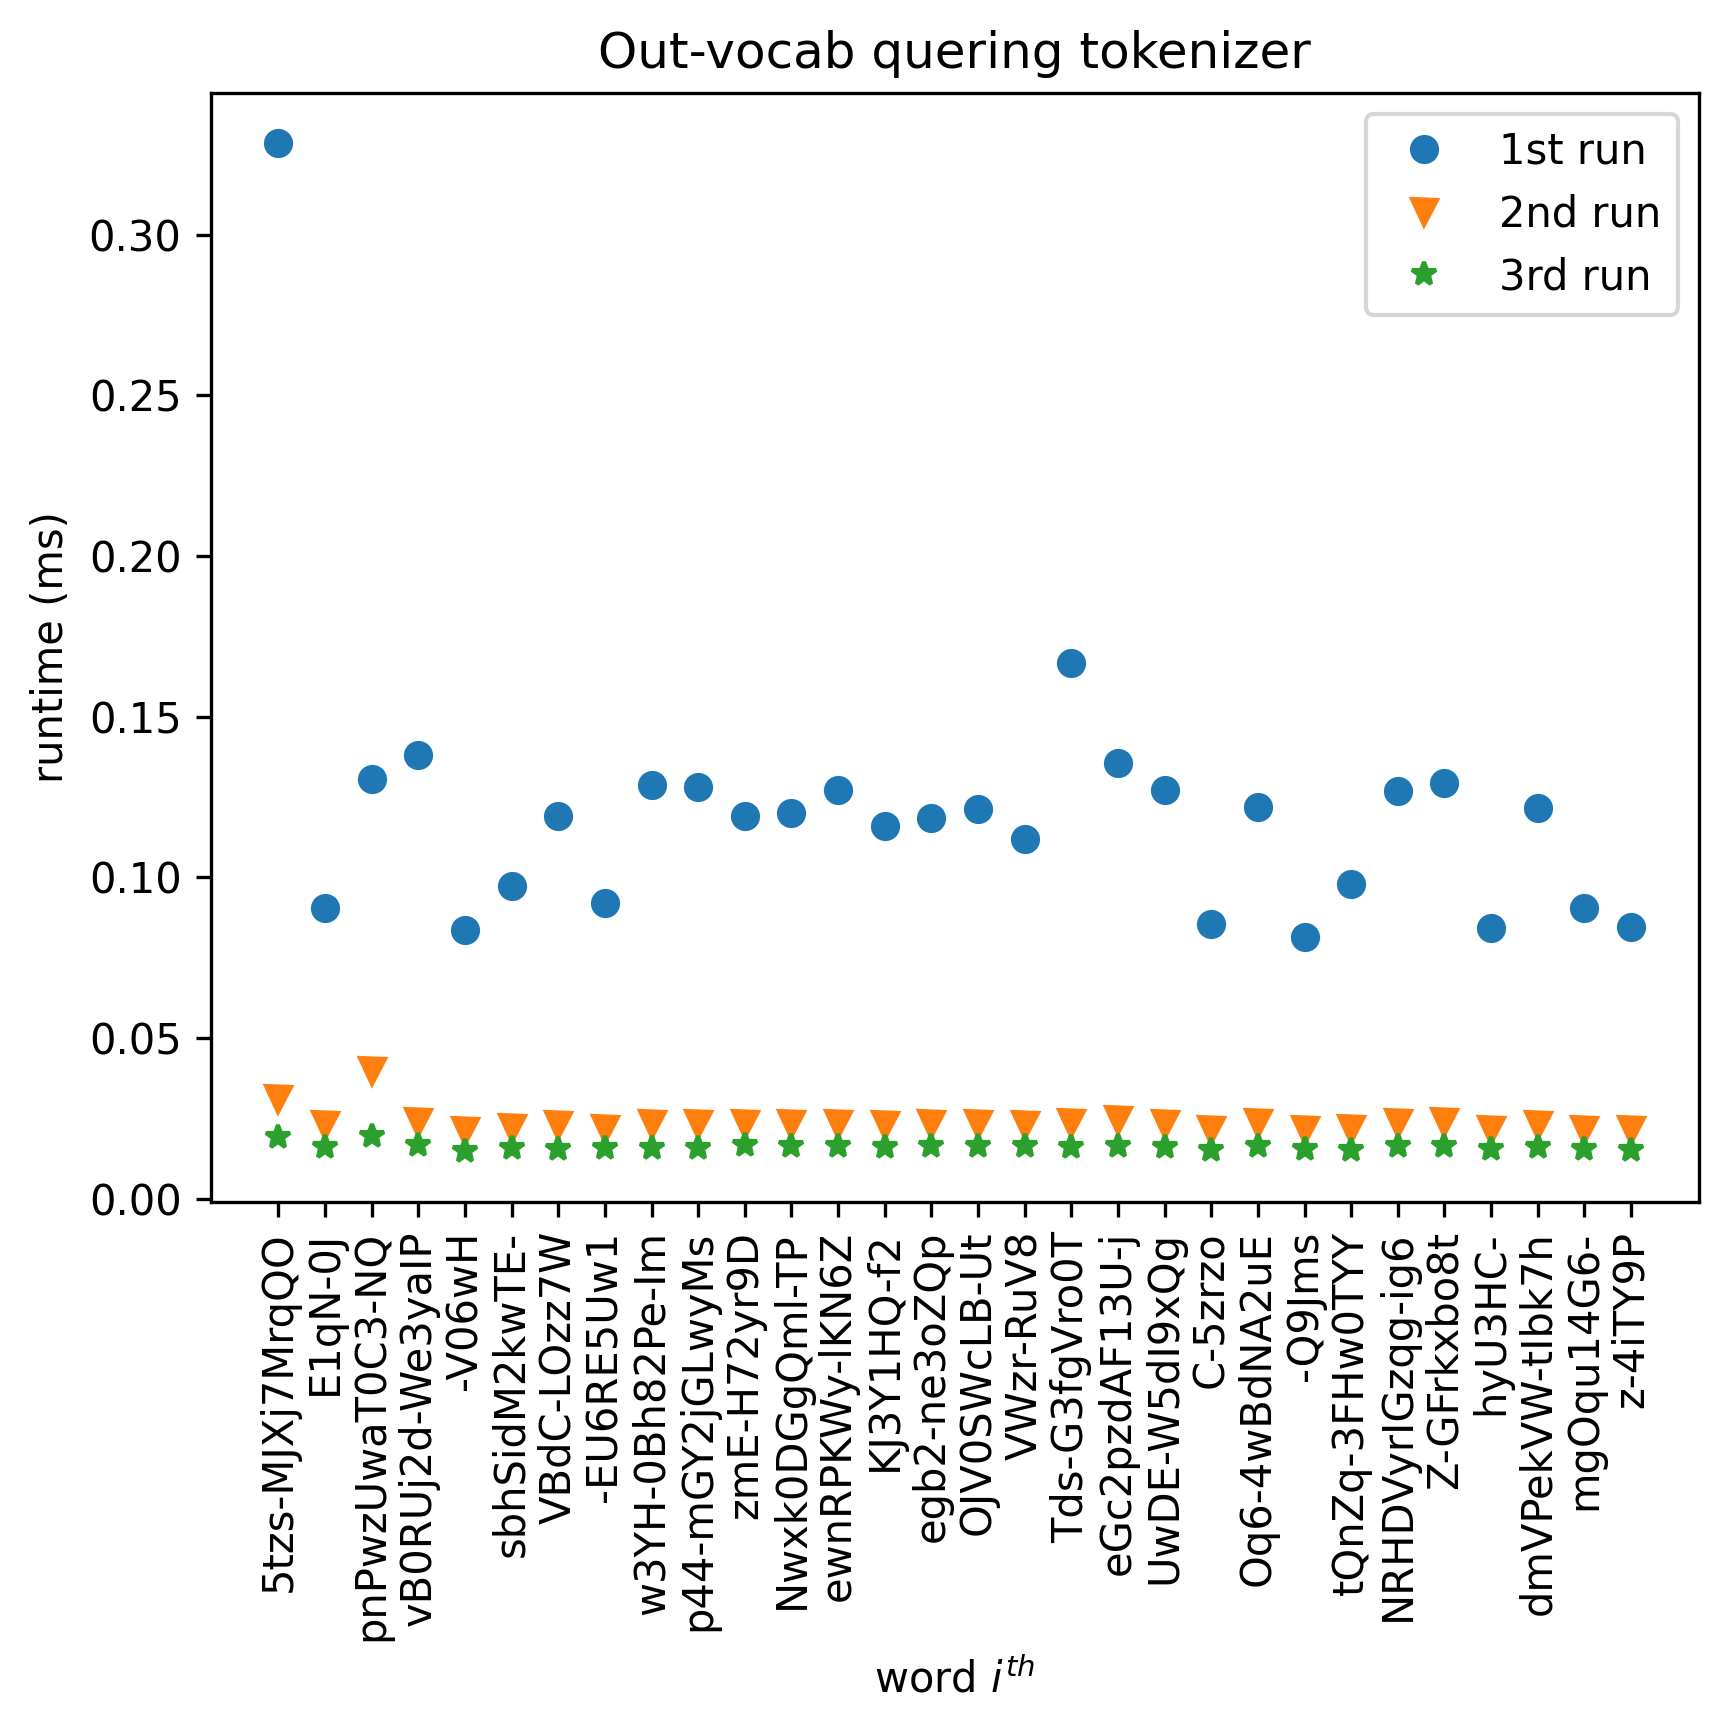 Out-vocab quering tokenizer
1st run
2nd run
3rd run
runtime (ms)
0.30
0.25
0.20
0.15
0.10
0.05
0.00
5tzs-MJXj7MrqQO
E1qN-0J
pnPwzUwaT0C3-NQ
vB0RUj2d-We3yaIP
-V06wH
sbhSidM2kwTE-
VBdC-LOzz7W
-EU6RE5Uw1
w3YH-0Bh82Pe-Im
p44-mGY2jGLwyMs
zmE-H72yr9D
Nwxk0DGgQml-TP
ewnRPKWy-lKN6Z
KJ3Y1HQ-f2
egb2-ne3oZQp
OJV0SWcLB-Ut
VWzr-RuV8
Tds-G3fgVro0T
eGc2pzdAF13U-j
UwDE-W5dI9xQg
C-5zrzo
Oq6-4wBdNA2uE
-Q9Jms
tQnZq-3FHw0TYY
NRHDVyrlGzqg-ig6
Z-GFrkxbo8t
hyU3HC-
dmVPekVW-tlbk7h
mgOqu14G6-
z-4iTY9P
word i^th